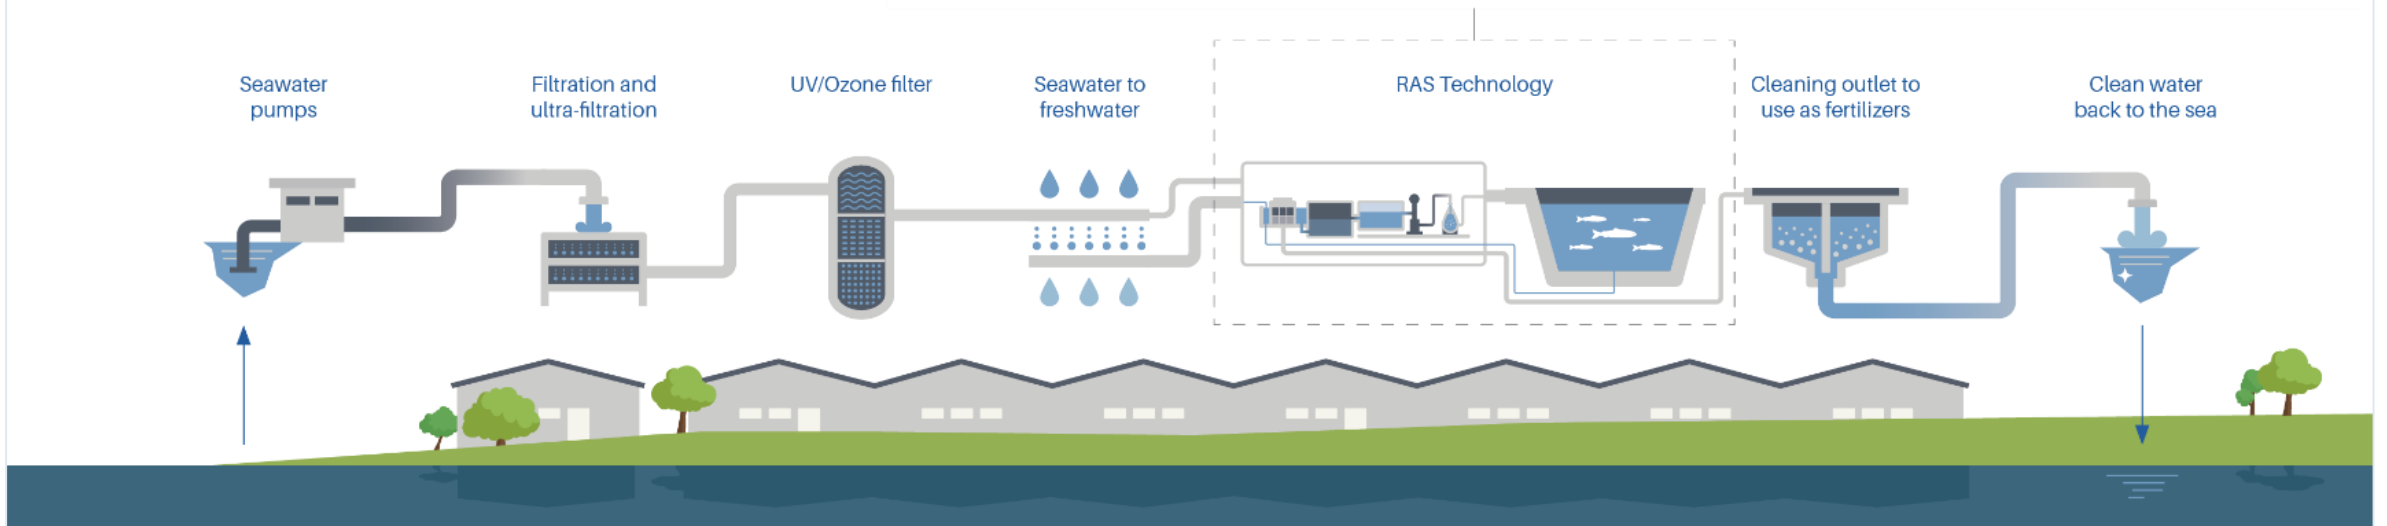 Seawater
pumps
Filtration and
ultra-filtration
UV/Ozone filter
Seawater to
freshwater
RAS Technology
Cleaning outlet to
use as fertilizers
Clean water
back to the sea